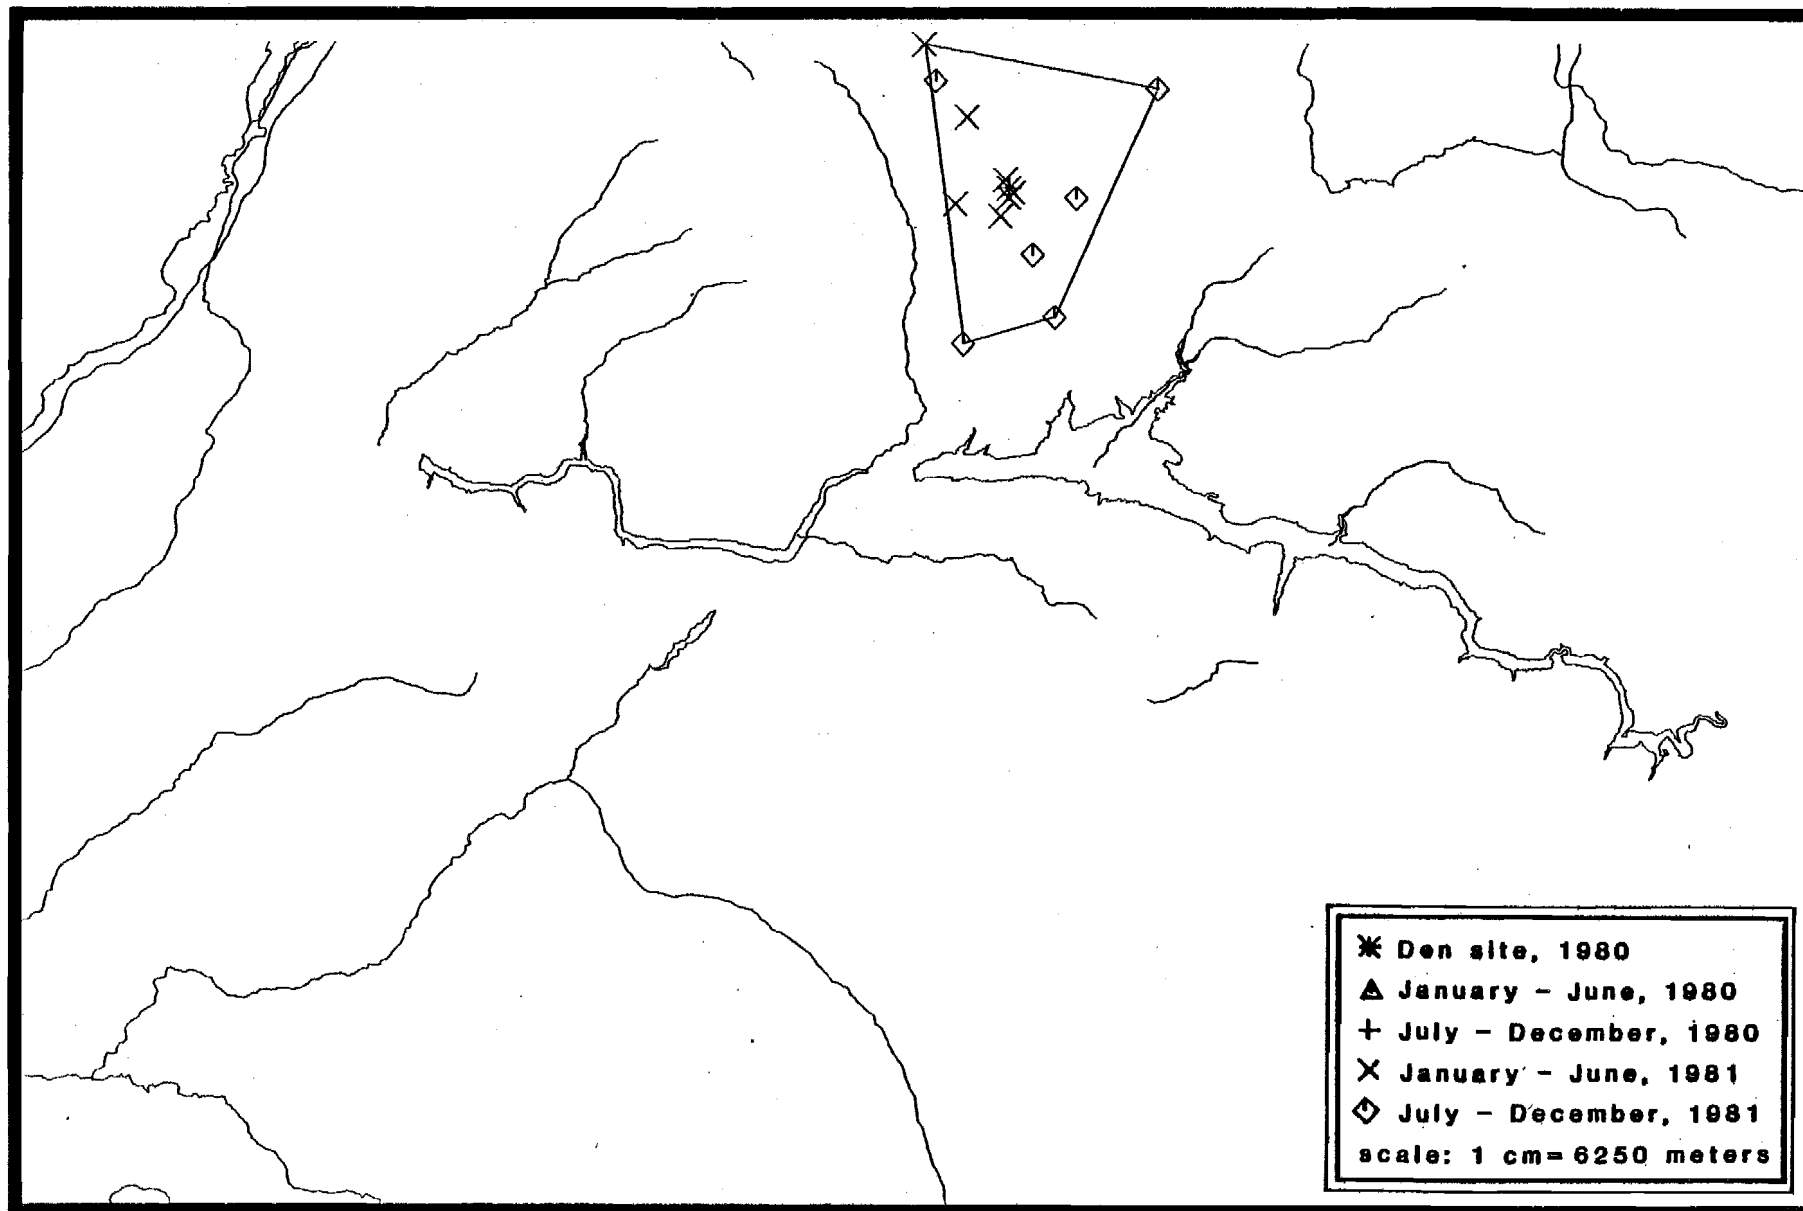 Den site, 1980
January - June, 1980
July - December, 1980
January - June, 1981
July - December, 1981
scale: 1 cm= 6250 meters